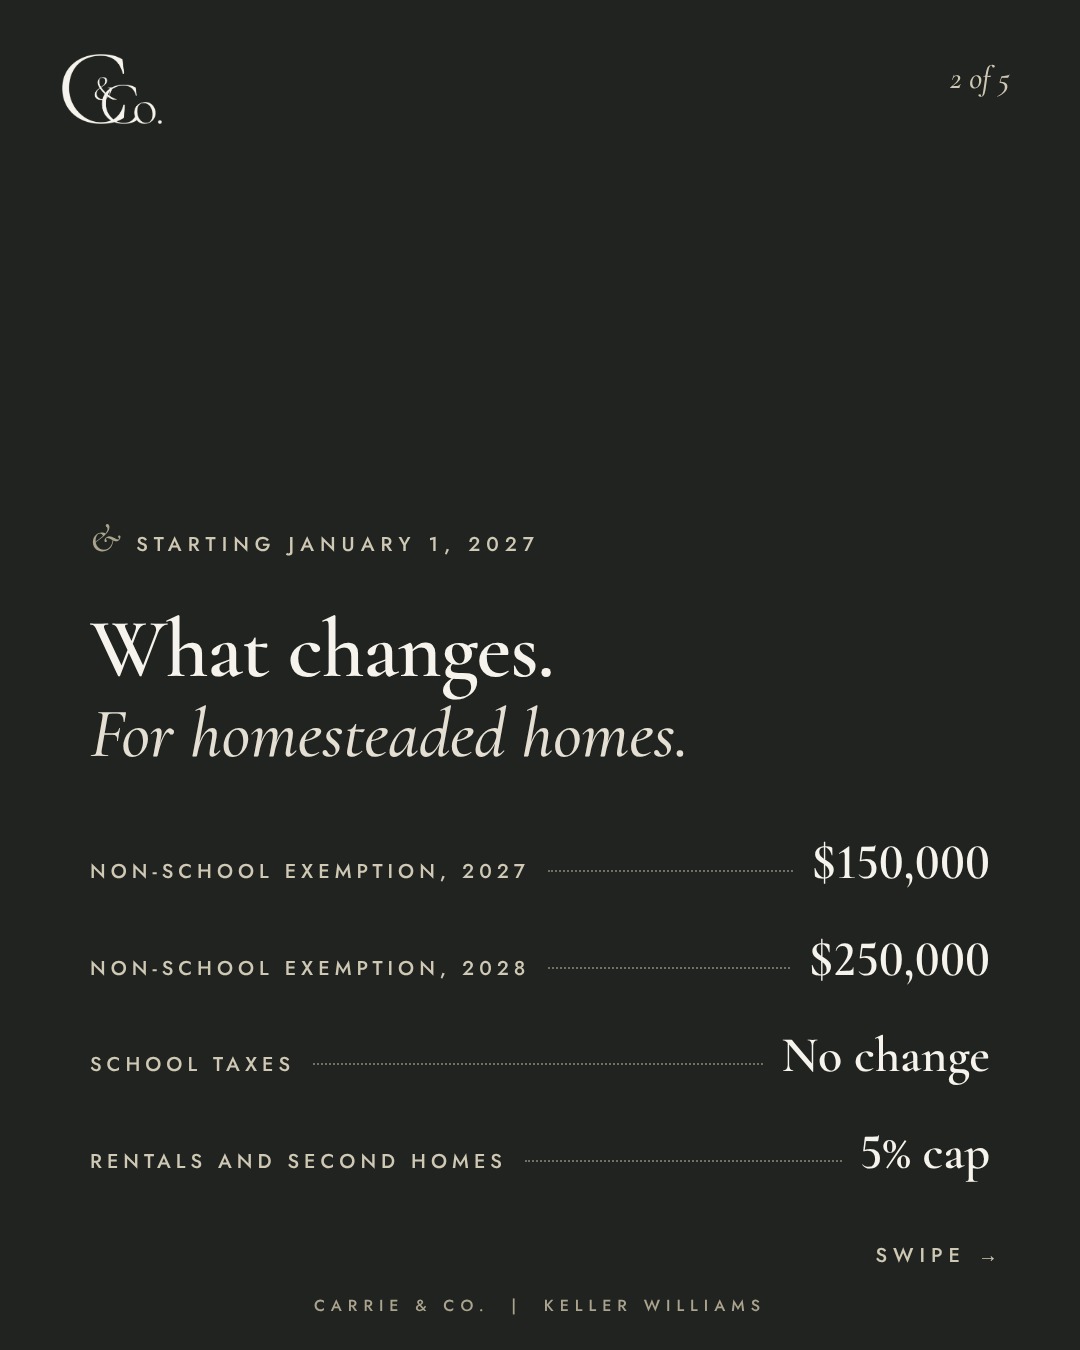 C&Co.
2 of 5
& STARTING JANUARY 1, 2027
What changes.
For homesteaded homes.
NON-SCHOOL EXEMPTION, 2027 $150,000
NON-SCHOOL EXEMPTION, 2028 $250,000
SCHOOL TAXES No change
RENTALS AND SECOND HOMES 5% cap
SWIPE →
CARRIE & CO. | KELLER WILLIAMS